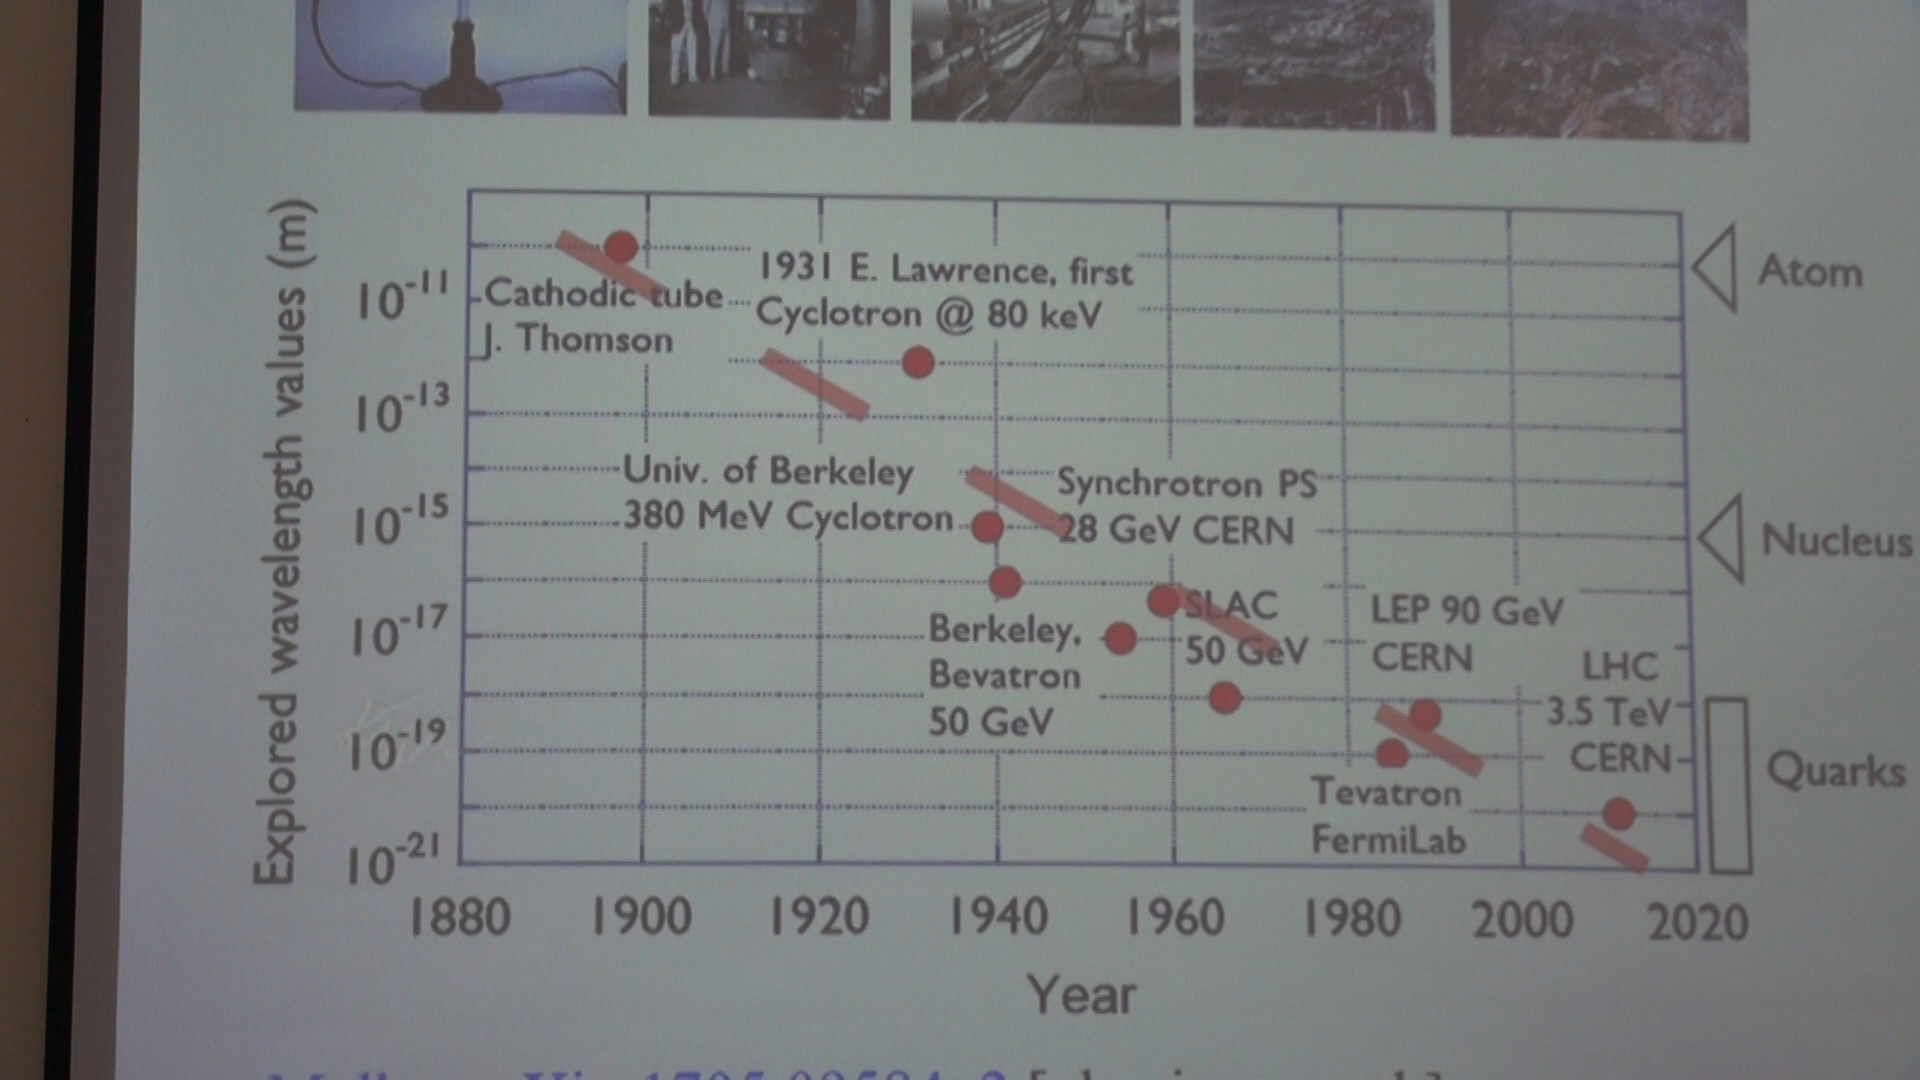 Explored wavelength values (m)
10-11
10-13
10-15
10-17
10-19
10-21
Cathodic tube
J. Thomson
1931 E. Lawrence, first
Cyclotron @ 80 keV
Univ. of Berkeley
380 MeV Cyclotron
Synchrotron PS
28 GeV CERN
Berkeley,
Bevatron
50 GeV
SLAC
50 GeV
LEP 90 GeV
CERN
LHC
3.5 TeV
CERN
Tevatron
FermiLab
Atom
Nucleus
Quarks
1880 1900 1920 1940 1960 1980 2000 2020
Year